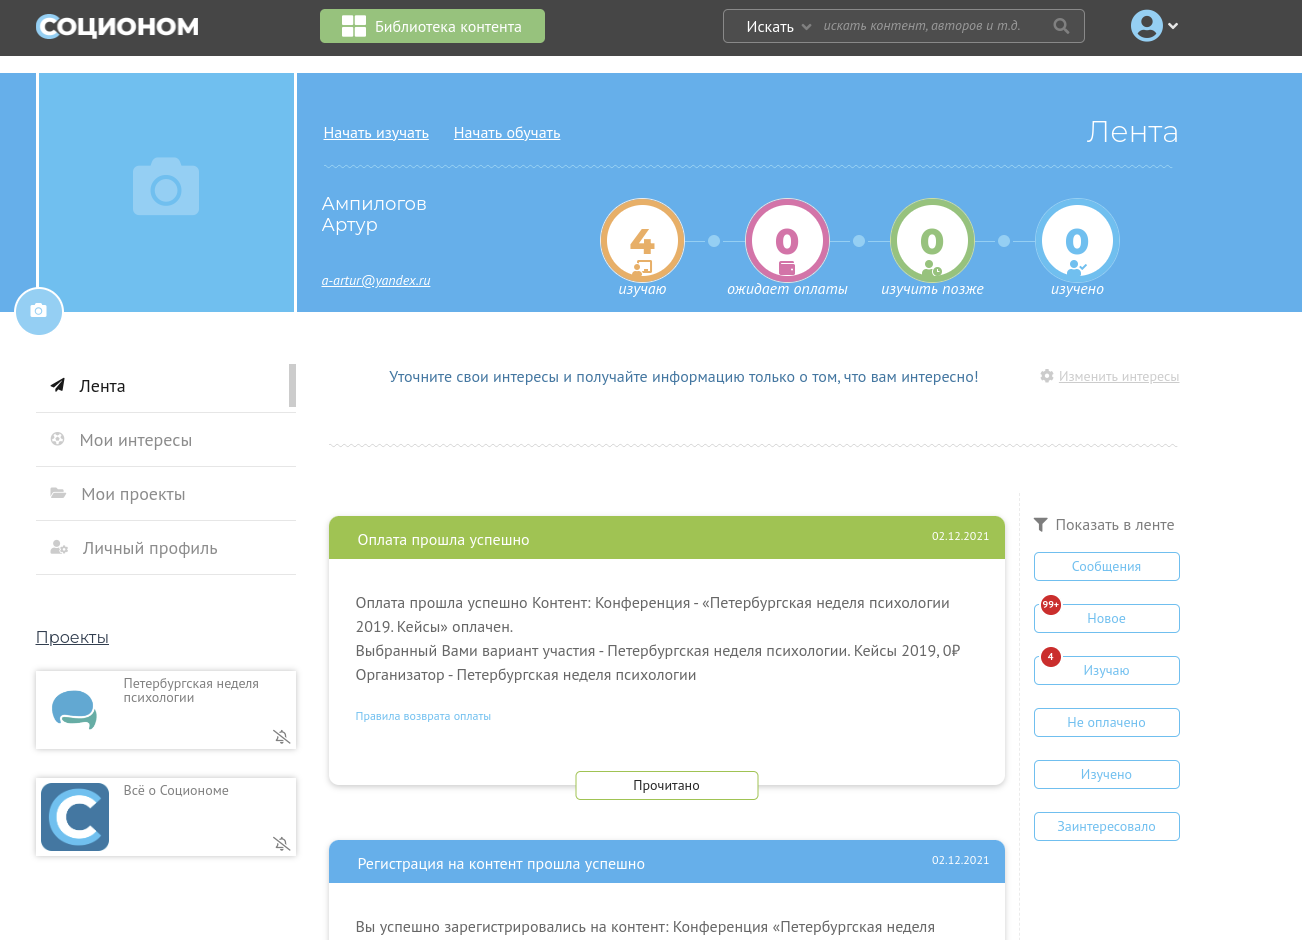 Соционом
Библиотека контента
Искать
искать контент, авторов и т.д.
Начать изучать
Начать обучать
Лента
Ампилогов
Артур
a-artur@yandex.ru
4
изучаю
0
ожидает оплаты
0
изучить позже
0
изучено
Лента
Мои интересы
Мои проекты
Личный профиль
Проекты
Петербургская неделя
психологии
Всё о Социономе
Уточните свои интересы и получайте информацию только о том, что вам интересно!
Изменить интересы
Оплата прошла успешно
02.12.2021
Оплата прошла успешно Контент: Конференция - «Петербургская неделя психологии
2019. Кейсы» оплачен.
Выбранный Вами вариант участия - Петербургская неделя психологии. Кейсы 2019, 0₽
Организатор - Петербургская неделя психологии
Правила возврата оплаты
Прочитано
Регистрация на контент прошла успешно
02.12.2021
Вы успешно зарегистрировались на контент: Конференция «Петербургская неделя
Показать в ленте
Сообщения
99+
Новое
4
Изучаю
Не оплачено
Изучено
Заинтересовало